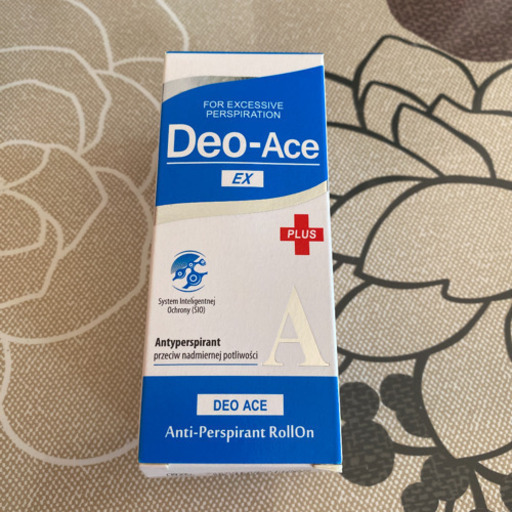 FOR EXCESSIVE
PERSPIRATION
Deo-Ace
EX
PLUS
System Inteligentnej
Ochrony (SIO)
A
Antyperspirant
przeciw nadmiernej potliwości
DEO ACE
Anti-Perspirant RollOn